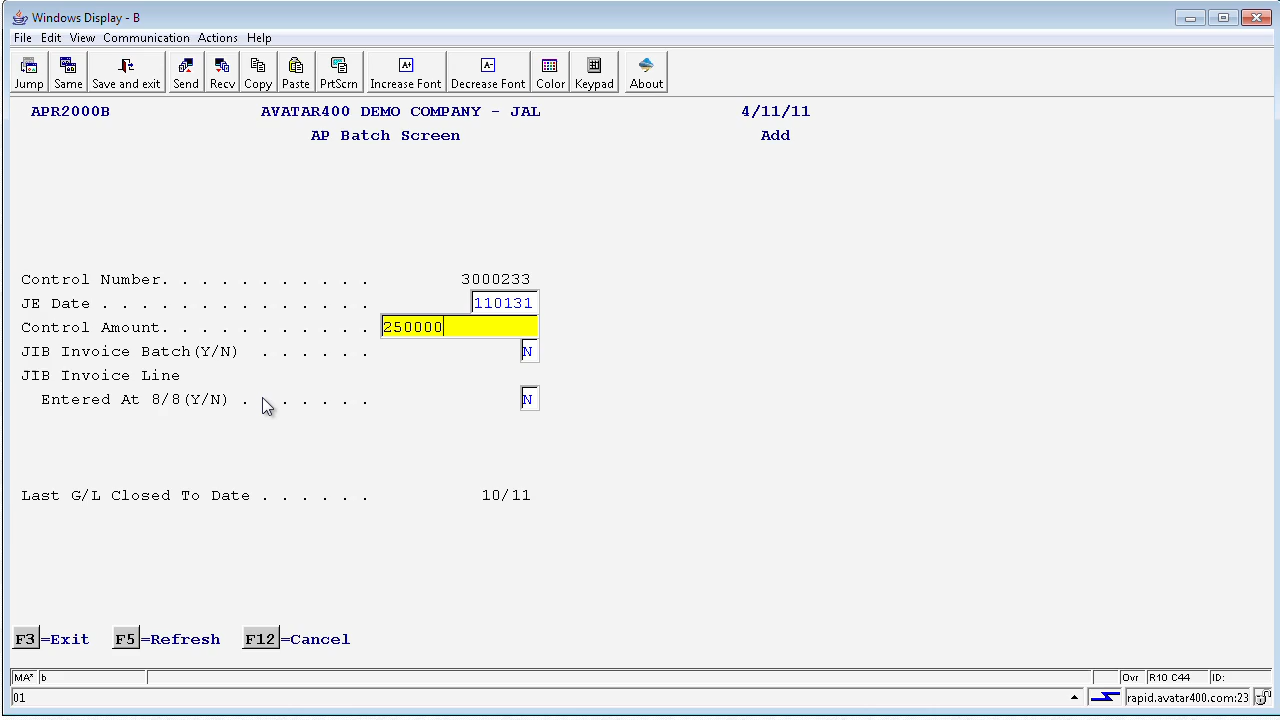 Windows Display - B
File Edit View Communication Actions Help
Jump Same Save and exit Send Recv Copy Paste PrtScrn A+ Increase Font A- Decrease Font Color Keypad About
APR2000B AVATAR400 DEMO COMPANY - JAL 4/11/11
AP Batch Screen Add
Control Number. . . . . . . . . . . 3000233
JE Date . . . . . . . . . . . . . . 110131
Control Amount. . . . . . . . . . . 250000
JIB Invoice Batch(Y/N) . . . . . . N
JIB Invoice Line
Entered At 8/8(Y/N) . . . . . . . N
Last G/L Closed To Date . . . . . . 10/11
F3=Exit F5=Refresh F12=Cancel
MA* b Ovr R10 C44 ID:
01 rapid.avatar400.com:23